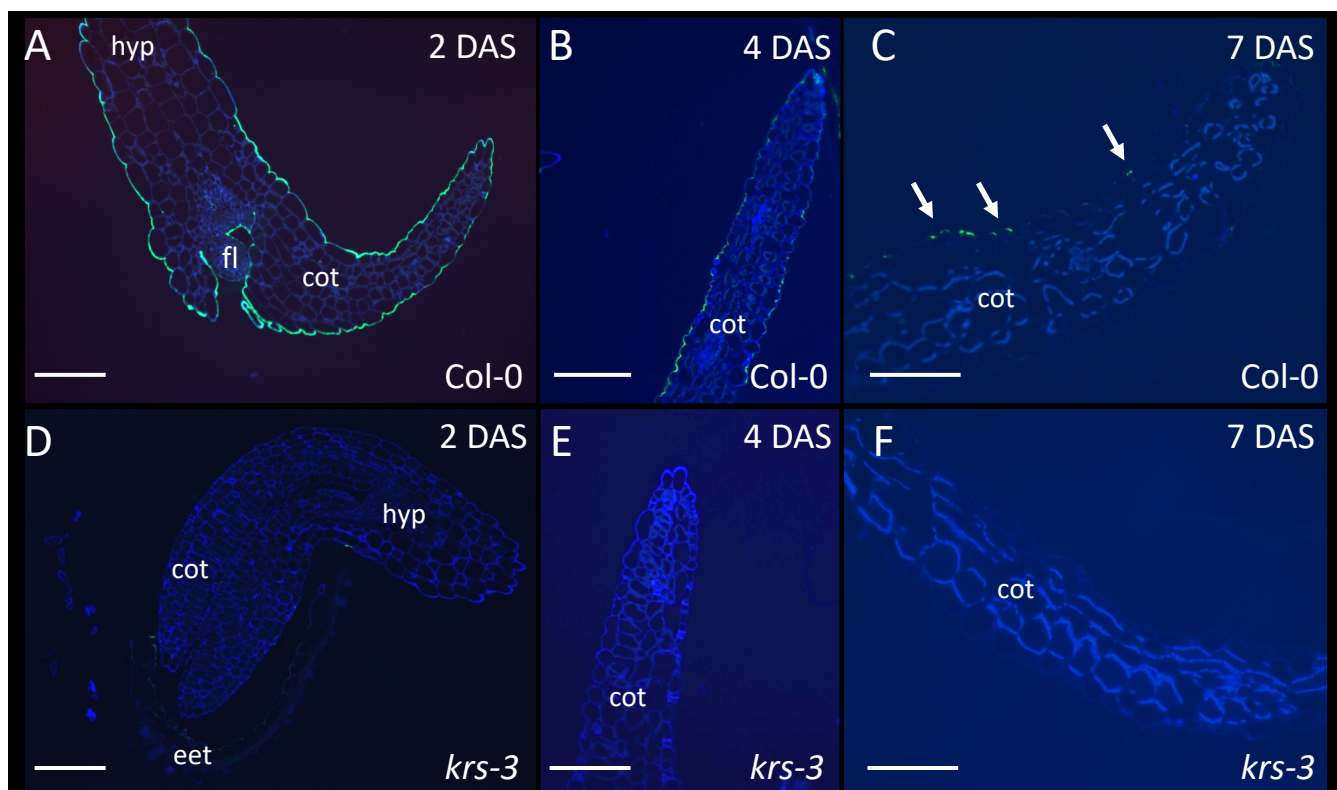 A
hyp
2 DAS
fl
cot
Col-0
B
4 DAS
cot
Col-0
C
7 DAS
cot
Col-0
D
2 DAS
hyp
cot
eet
krs-3
E
4 DAS
cot
krs-3
F
7 DAS
cot
krs-3